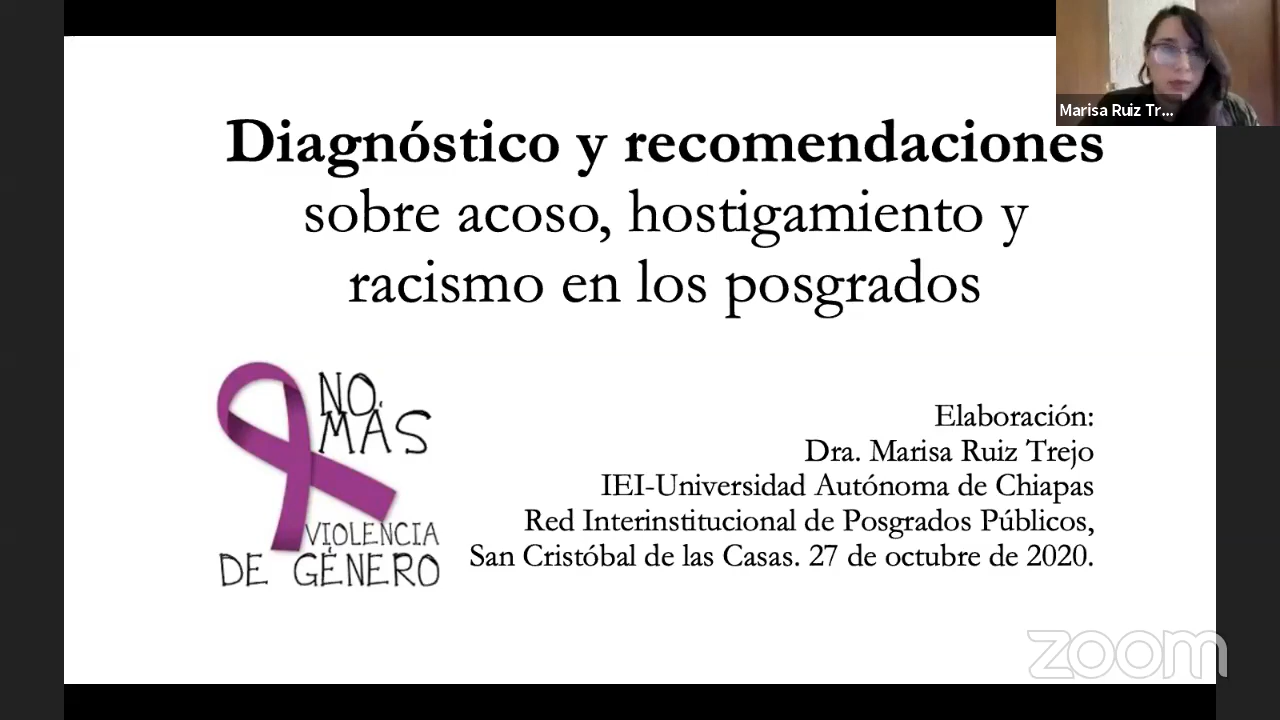 Marisa Ruiz Tr...
Diagnóstico y recomendaciones
sobre acoso, hostigamiento y
racismo en los posgrados
NO
MÁS
VIOLENCIA
DE GÉNERO
Elaboración:
Dra. Marisa Ruiz Trejo
IEI-Universidad Autónoma de Chiapas
Red Interinstitucional de Posgrados Públicos,
San Cristóbal de las Casas. 27 de octubre de 2020.
zoom